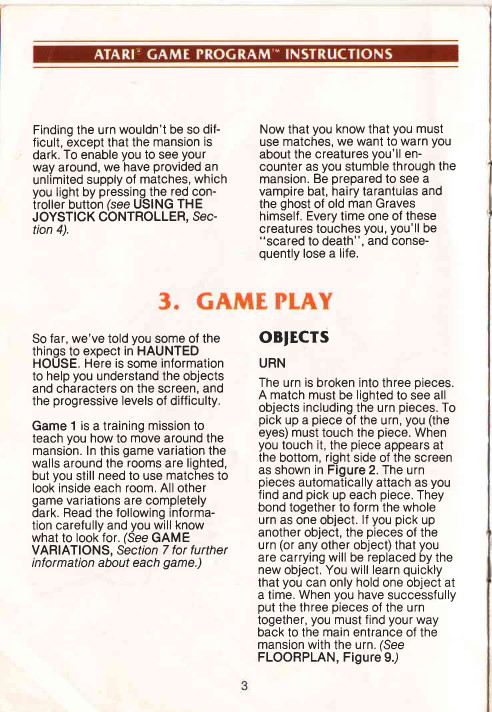 ATARI® GAME PROGRAM™ INSTRUCTIONS
Finding the urn wouldn't be so dif-
ficult, except that the mansion is
dark. To enable you to see your
way around, we have provided an
unlimited supply of matches, which
you light by pressing the red con-
troller button (see USING THE
JOYSTICK CONTROLLER, Sec-
tion 4).
Now that you know that you must
use matches, we want to warn you
about the creatures you'll en-
counter as you stumble through the
mansion. Be prepared to see a
vampire bat, hairy tarantulas and
the ghost of old man Graves
himself. Every time one of these
creatures touches you, you'll be
"scared to death", and conse-
quently lose a life.
3. GAME PLAY
So far, we've told you some of the
things to expect in HAUNTED
HOUSE. Here is some information
to help you understand the objects
and characters on the screen, and
the progressive levels of difficulty.
Game 1 is a training mission to
teach you how to move around the
mansion. In this game variation the
walls around the rooms are lighted,
but you still need to use matches to
look inside each room. All other
game variations are completely
dark. Read the following informa-
tion carefully and you will know
what to look for. (See GAME
VARIATIONS, Section 7 for further
information about each game.)
OBJECTS
URN
The urn is broken into three pieces.
A match must be lighted to see all
objects including the urn pieces. To
pick up a piece of the urn, you (the
eyes) must touch the piece. When
you touch it, the piece appears at
the bottom, right side of the screen
as shown in Figure 2. The urn
pieces automatically attach as you
find and pick up each piece. They
bond together to form the whole
urn as one object. If you pick up
another object, the pieces of the
urn (or any other object) that you
are carrying will be replaced by the
new object. You will learn quickly
that you can only hold one object at
a time. When you have successfully
put the three pieces of the urn
together, you must find your way
back to the main entrance of the
mansion with the urn. (See
FLOORPLAN, Figure 9.)
3